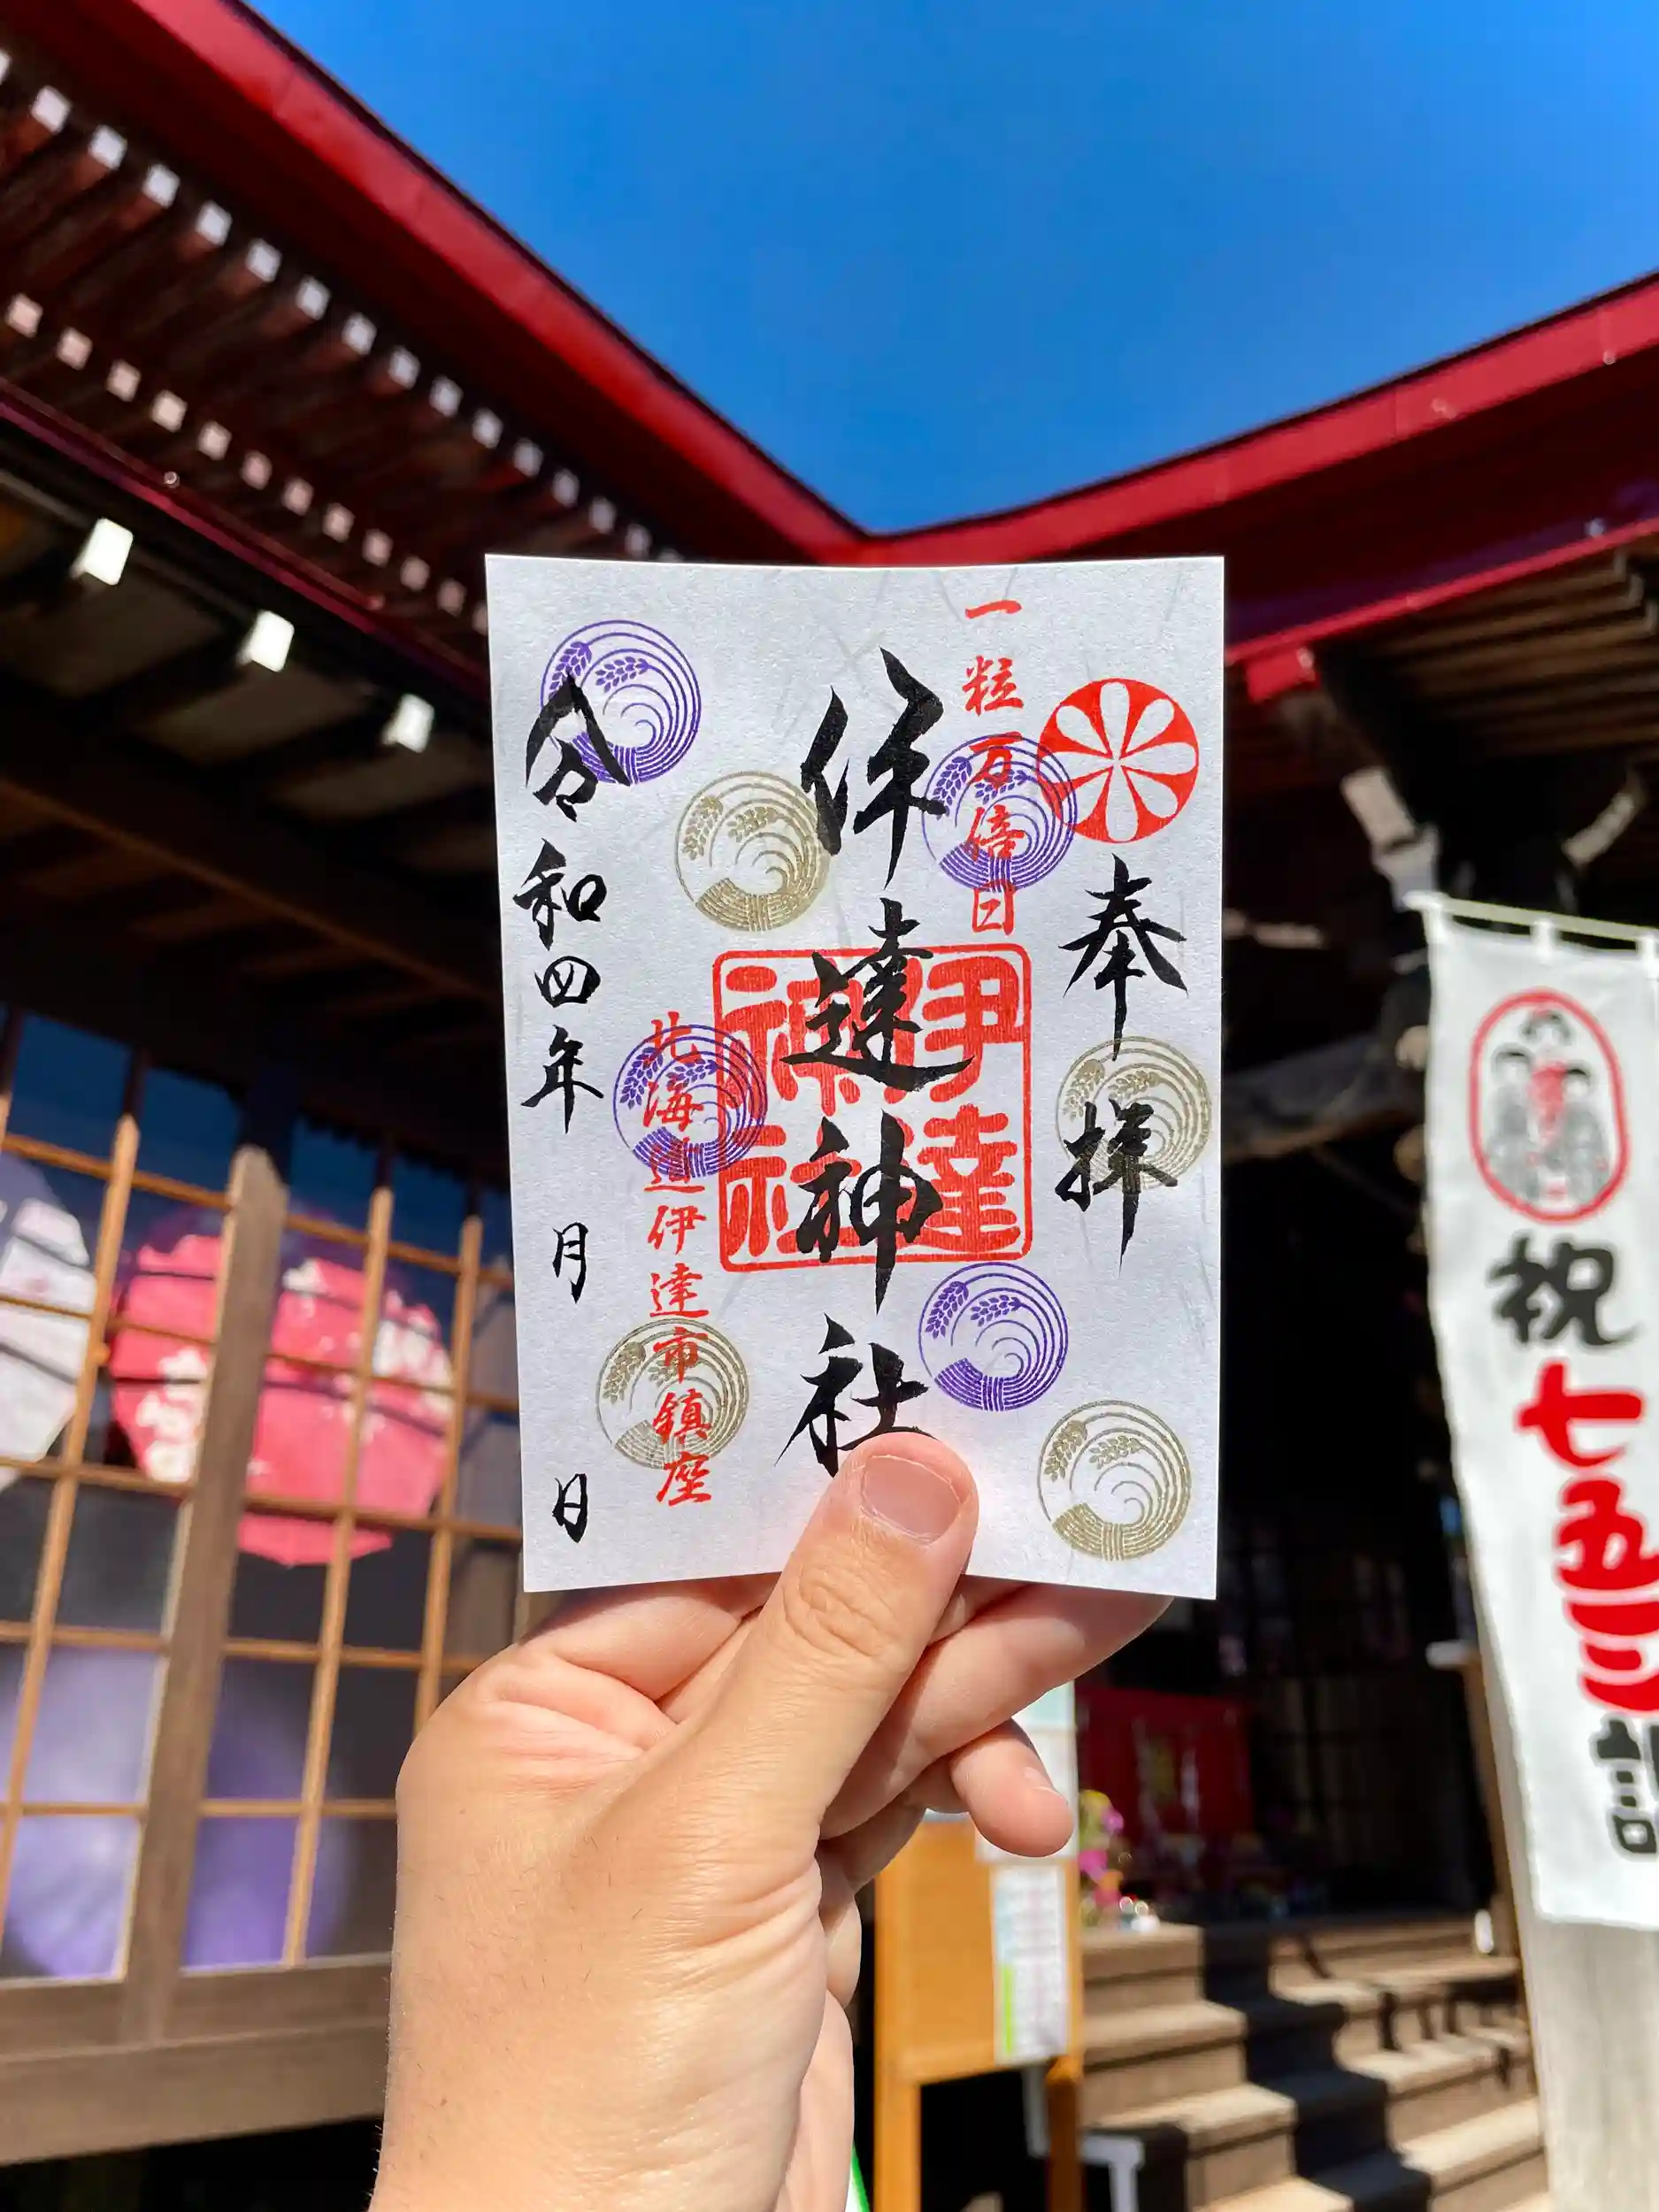 奉拝
一粒万倍日
伊達神社
伊達
神社
北海道伊達市鎮座
令和四年 月 日
祝
七五三
詣